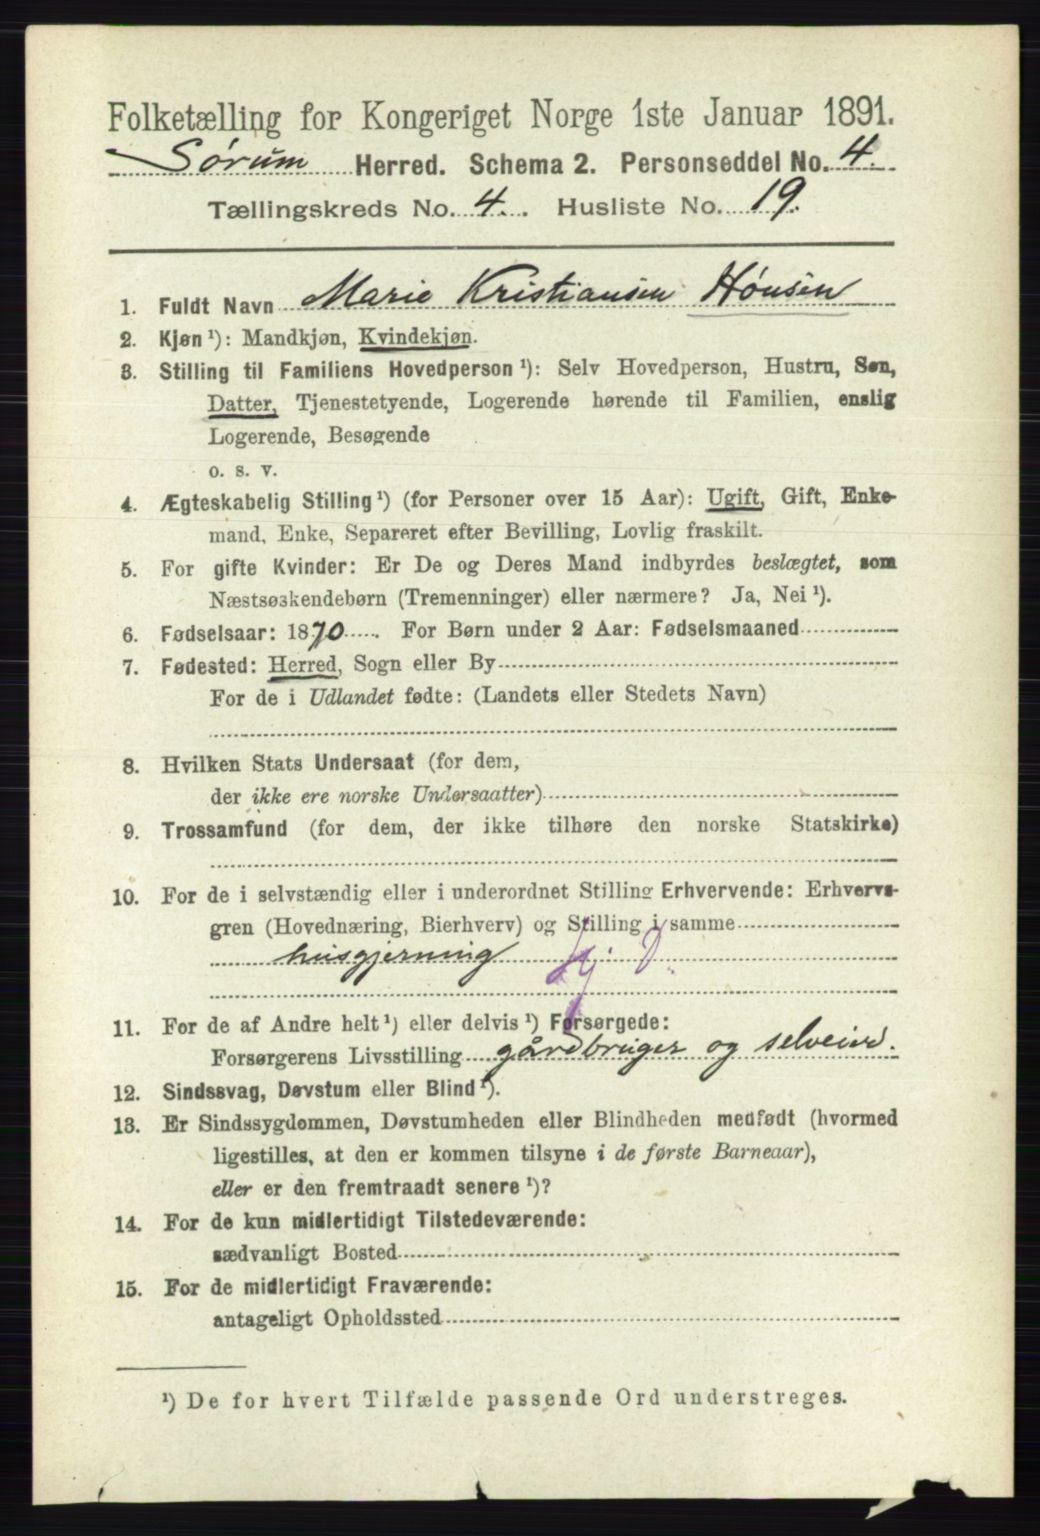 Folketælling for Kongeriget Norge 1ste Januar 1891.
Sørum Herred. Schema 2. Personseddel No. 4.
Tællingskreds No. 4. Husliste No. 19.
1. Fuldt Navn Marie Kristiansen Hónsen
2. Kjøn ¹): Mandkjøn, Kvindekjøn.
3. Stilling til Familiens Hovedperson ¹): Selv Hovedperson, Hustru, Søn,
Datter, Tjenestetyende, Logerende hørende til Familien, enslig
Logerende, Besøgende
o. s. v.
4. Ægteskabelig Stilling ¹) (for Personer over 15 Aar): Ugift, Gift, Enke-
mand, Enke, Separeret efter Bevilling, Lovlig fraskilt.
5. For gifte Kvinder: Er De og Deres Mand indbyrdes beslægtet, som
Næstsøskendebørn (Tremenninger) eller nærmere? Ja, Nei ¹).
6. Fødselsaar: 1870. For Børn under 2 Aar: Fødselsmaaned
7. Fødested: Herred, Sogn eller By
For de i Udlandet fødte: (Landets eller Stedets Navn)
8. Hvilken Stats Undersaat (for dem,
der ikke ere norske Undersaatter)
9. Trossamfund (for dem, der ikke tilhøre den norske Statskirke)
10. For de i selvstændig eller i underordnet Stilling Erhvervende: Erhvervs-
gren (Hovednæring, Bierhverv) og Stilling i samme
husgjerning
11. For de af Andre helt ¹) eller delvis ¹) Forsørgede:
Forsørgerens Livsstilling gårdbruger og selveier.
12. Sindssvag, Døvstum eller Blind ¹).
13. Er Sindssygdommen, Døvstumheden eller Blindheden medfødt (hvormed
ligestilles, at den er kommen tilsyne i de første Barneaar),
eller er den fremtraadt senere ¹)?
14. For de kun midlertidigt Tilstedeværende:
sædvanligt Bosted
15. For de midlertidigt Fraværende:
antageligt Opholdssted
¹) De for hvert Tilfælde passende Ord understreges.